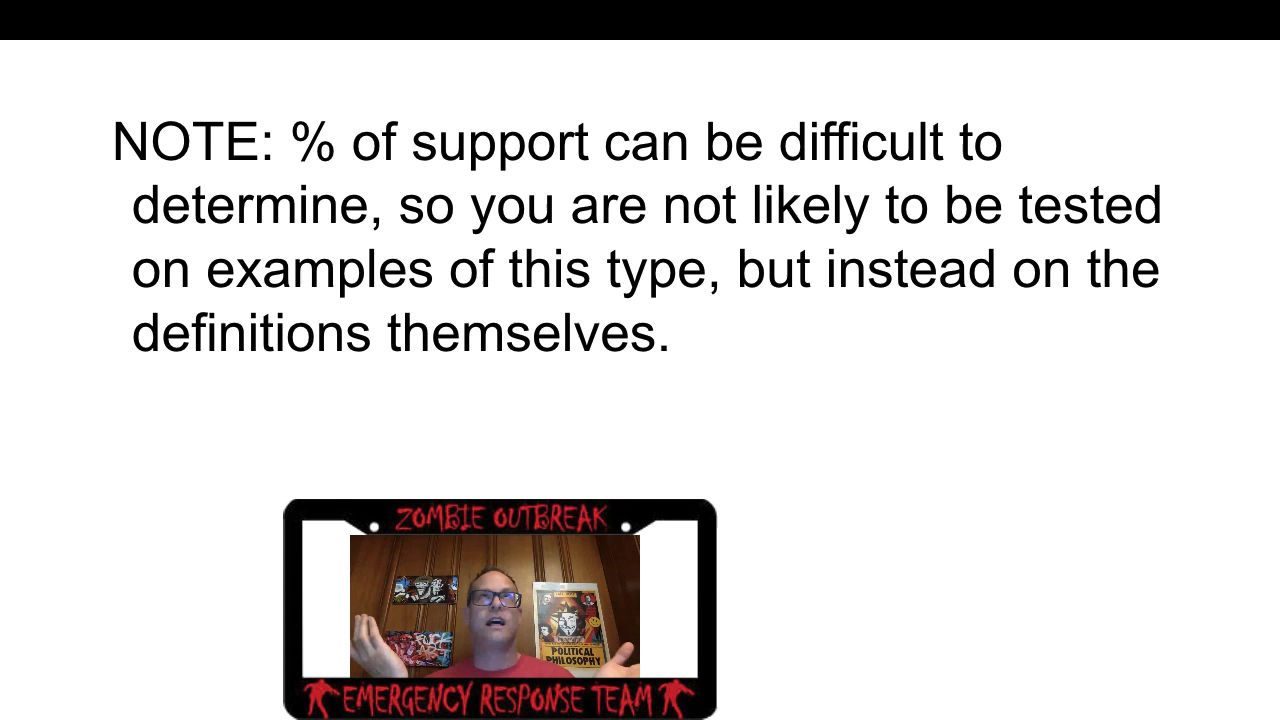 NOTE: % of support can be difficult to
determine, so you are not likely to be tested
on examples of this type, but instead on the
definitions themselves.
ZOMBIE OUTBREAK
POLITICAL
PHILOSOPHY
EMERGENCY RESPONSE TEAM